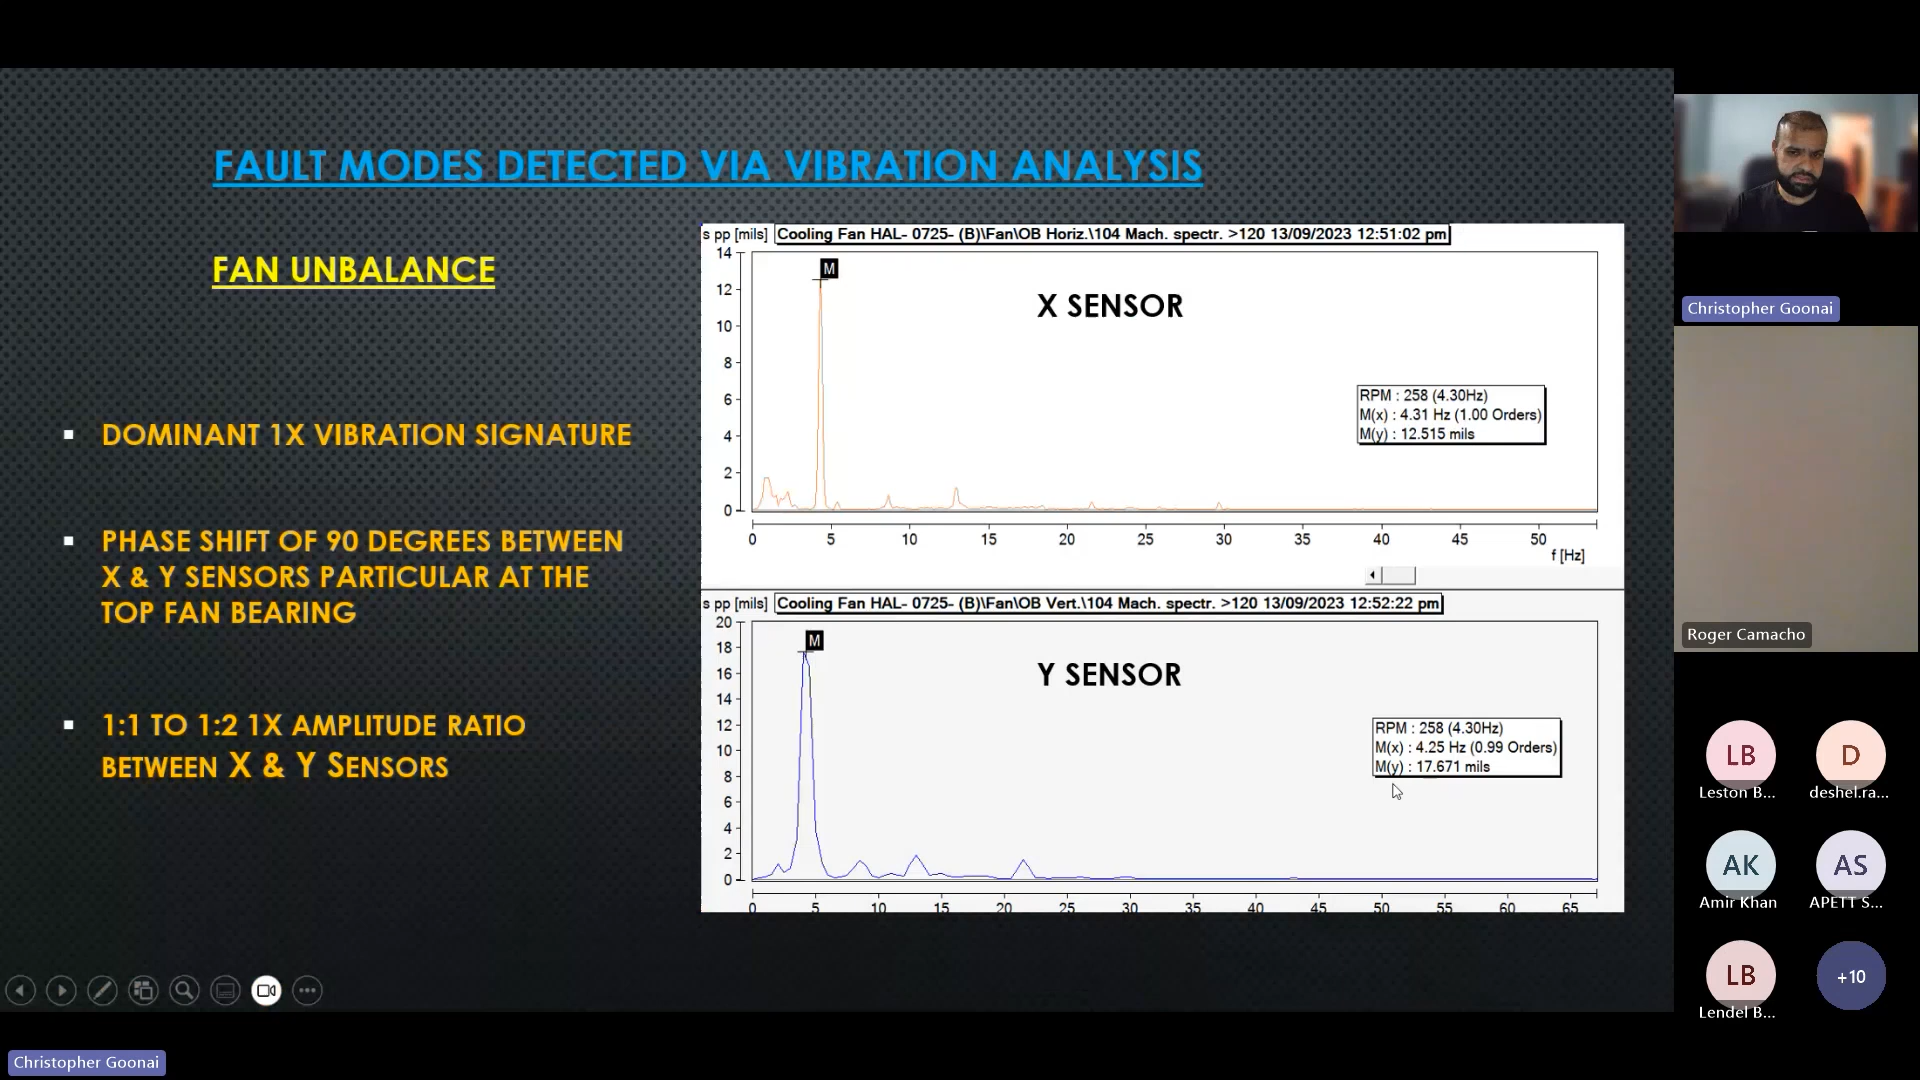 FAULT MODES DETECTED VIA VIBRATION ANALYSIS
FAN UNBALANCE
▪ DOMINANT 1X VIBRATION SIGNATURE
▪ PHASE SHIFT OF 90 DEGREES BETWEEN
X & Y SENSORS PARTICULAR AT THE
TOP FAN BEARING
▪ 1:1 TO 1:2 1X AMPLITUDE RATIO
BETWEEN X & Y SENSORS
s pp [mils] Cooling Fan HAL- 0725- (B)\Fan\OB Horiz.\104 Mach. spectr. >120 13/09/2023 12:51:02 pm
14
12
10
8
6
4
2
0
M
X SENSOR
RPM : 258 (4.30Hz)
M(x) : 4.31 Hz (1.00 Orders)
M(y) : 12.515 mils
0 5 10 15 20 25 30 35 40 45 50
f [Hz]
s pp [mils] Cooling Fan HAL- 0725- (B)\Fan\OB Vert.\104 Mach. spectr. >120 13/09/2023 12:52:22 pm
20
18
16
14
12
10
8
6
4
2
0
M
Y SENSOR
RPM : 258 (4.30Hz)
M(x) : 4.25 Hz (0.99 Orders)
M(y) : 17.671 mils
0 5 10 15 20 25 30 35 40 45 50 55 60 65
Christopher Goonai
Roger Camacho
LB D
Leston B... deshel.ra...
AK AS
Amir Khan APETT S...
LB +10
Lendel B...
Christopher Goonai